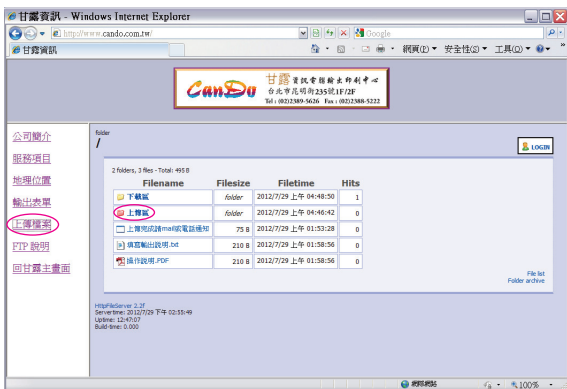 甘露資訊 - Windows Internet Explorer
http://www.cando.com.tw/
Google
甘露資訊
網頁(P) 安全性(S) 工具(O)
CanDo
甘露資訊電腦輸出印刷中心
台北市昆明街235號1F/2F
Tel : (02)2389-5626 Fax : (02)2388-5222
公司簡介
服務項目
地理位置
輸出表單
上傳檔案
FTP 說明
回甘露主畫面
folder
/
LOGIN
2 folders, 3 files - Total: 495 B
Filename Filesize Filetime Hits
下載區 folder 2012/7/29 上午 04:48:50 1
上傳區 folder 2012/7/29 上午 04:46:42 0
上傳完成請mail或電話通知 75 B 2012/7/29 上午 01:53:28 0
填寫輸出說明.txt 210 B 2012/7/29 上午 01:58:56 0
操作說明.PDF 210 B 2012/7/29 上午 01:58:56 0
File list
Folder archive
HttpFileServer 2.2f
Servertime: 2012/7/29 下午 02:55:49
Uptime: 12:47:07
Build-time: 0.000
網際網路 100%